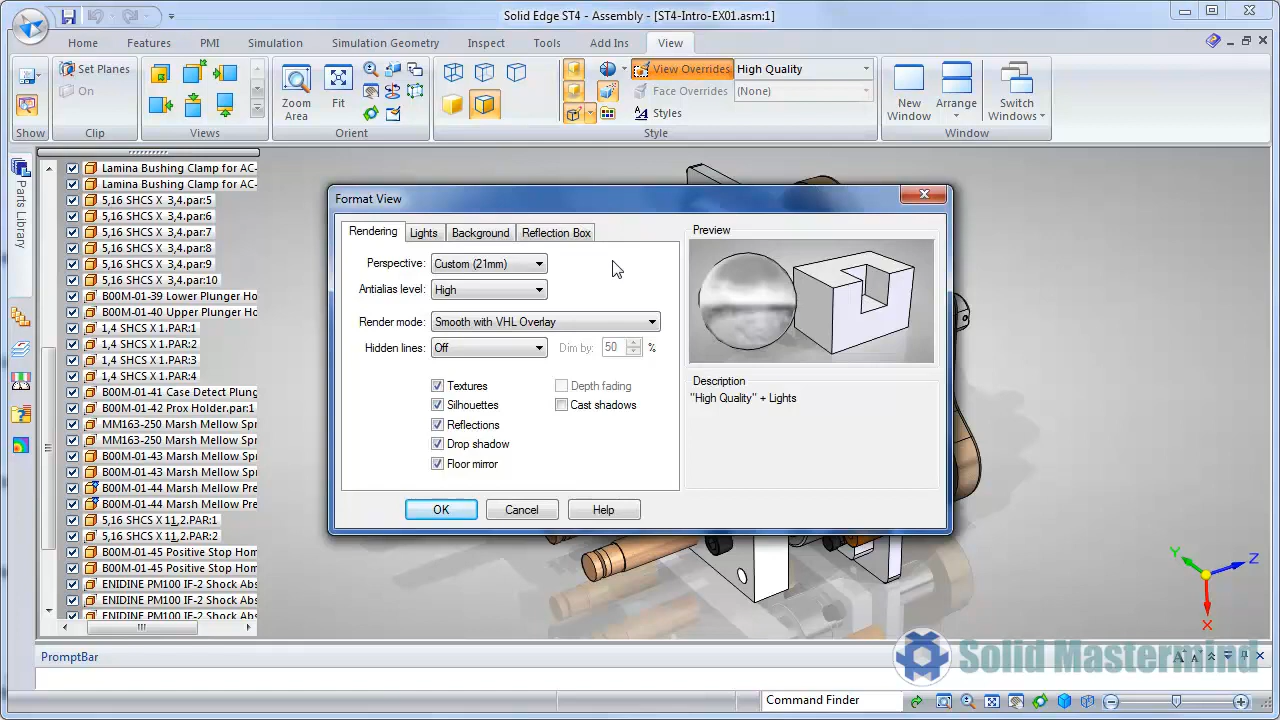 Solid Edge ST4 - Assembly - [ST4-Intro-EX01.asm:1]
Home Features PMI Simulation Simulation Geometry Inspect Tools Add Ins View
Set Planes
On
Zoom Area
Fit
View Overrides High Quality
Face Overrides (None)
Styles
New Window
Arrange
Switch Windows
Show Clip Views Orient Style Window
Parts Library
Lamina Bushing Clamp for AC-
Lamina Bushing Clamp for AC-
5,16 SHCS X 3,4.par:5
5,16 SHCS X 3,4.par:6
5,16 SHCS X 3,4.par:7
5,16 SHCS X 3,4.par:8
5,16 SHCS X 3,4.par:9
5,16 SHCS X 3,4.par:10
B00M-01-39 Lower Plunger Ho
B00M-01-40 Upper Plunger Ho
1,4 SHCS X 1.PAR:1
1,4 SHCS X 1.PAR:2
1,4 SHCS X 1.PAR:3
1,4 SHCS X 1.PAR:4
B00M-01-41 Case Detect Plung
B00M-01-42 Prox Holder.par:1
MM163-250 Marsh Mellow Spr
MM163-250 Marsh Mellow Spr
B00M-01-43 Marsh Mellow Sp
B00M-01-43 Marsh Mellow Sp
B00M-01-44 Marsh Mellow Pre
B00M-01-44 Marsh Mellow Pre
5,16 SHCS X 11,2.PAR:1
5,16 SHCS X 11,2.PAR:2
B00M-01-45 Positive Stop Hom
B00M-01-45 Positive Stop Hom
ENIDINE PM100 IF-2 Shock Abs
ENIDINE PM100 IF-2 Shock Abs
ENIDINE PM100 IF-2 Shock Abs
Format View
Rendering Lights Background Reflection Box
Perspective: Custom (21mm)
Antialias level: High
Render mode: Smooth with VHL Overlay
Hidden lines: Off Dim by: 50 %
Textures Depth fading
Silhouettes Cast shadows
Reflections
Drop shadow
Floor mirror
OK Cancel Help
Preview
Description
"High Quality" + Lights
Y Z
X
PromptBar
Solid Mastermind
Command Finder